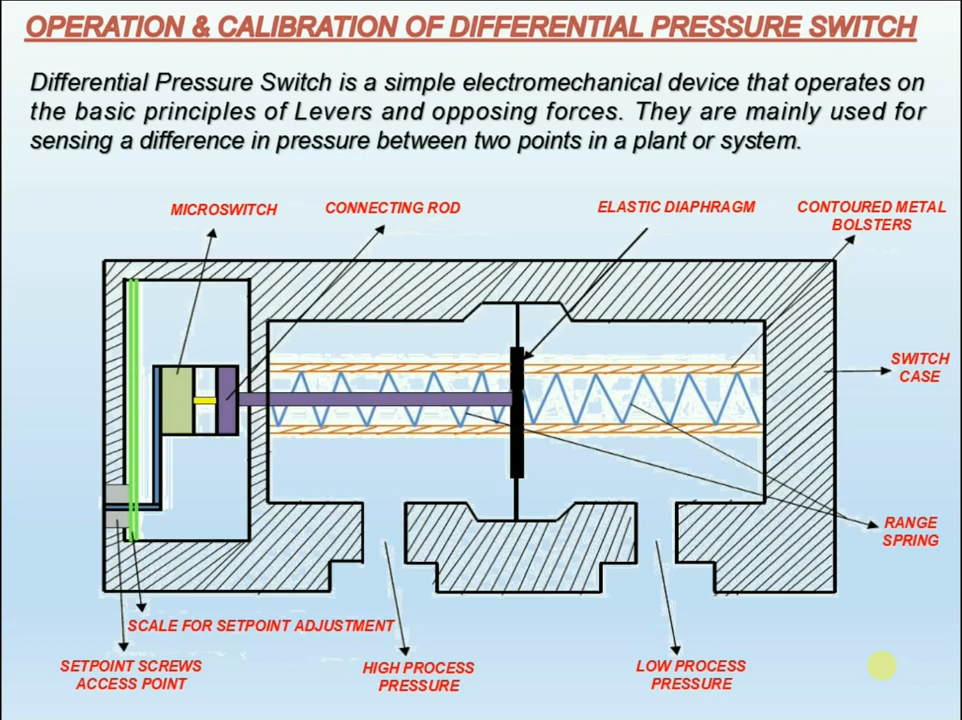 OPERATION & CALIBRATION OF DIFFERENTIAL PRESSURE SWITCH
Differential Pressure Switch is a simple electromechanical device that operates on
the basic principles of Levers and opposing forces. They are mainly used for
sensing a difference in pressure between two points in a plant or system.
MICROSWITCH
CONNECTING ROD
ELASTIC DIAPHRAGM
CONTOURED METAL
BOLSTERS
SWITCH
CASE
RANGE
SPRING
SCALE FOR SETPOINT ADJUSTMENT
SETPOINT SCREWS
ACCESS POINT
HIGH PROCESS
PRESSURE
LOW PROCESS
PRESSURE